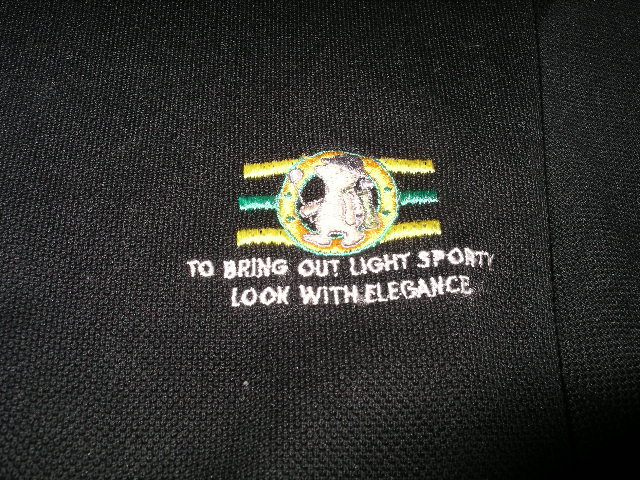 TO BRING OUT LIGHT SPORTY
LOOK WITH ELEGANCE